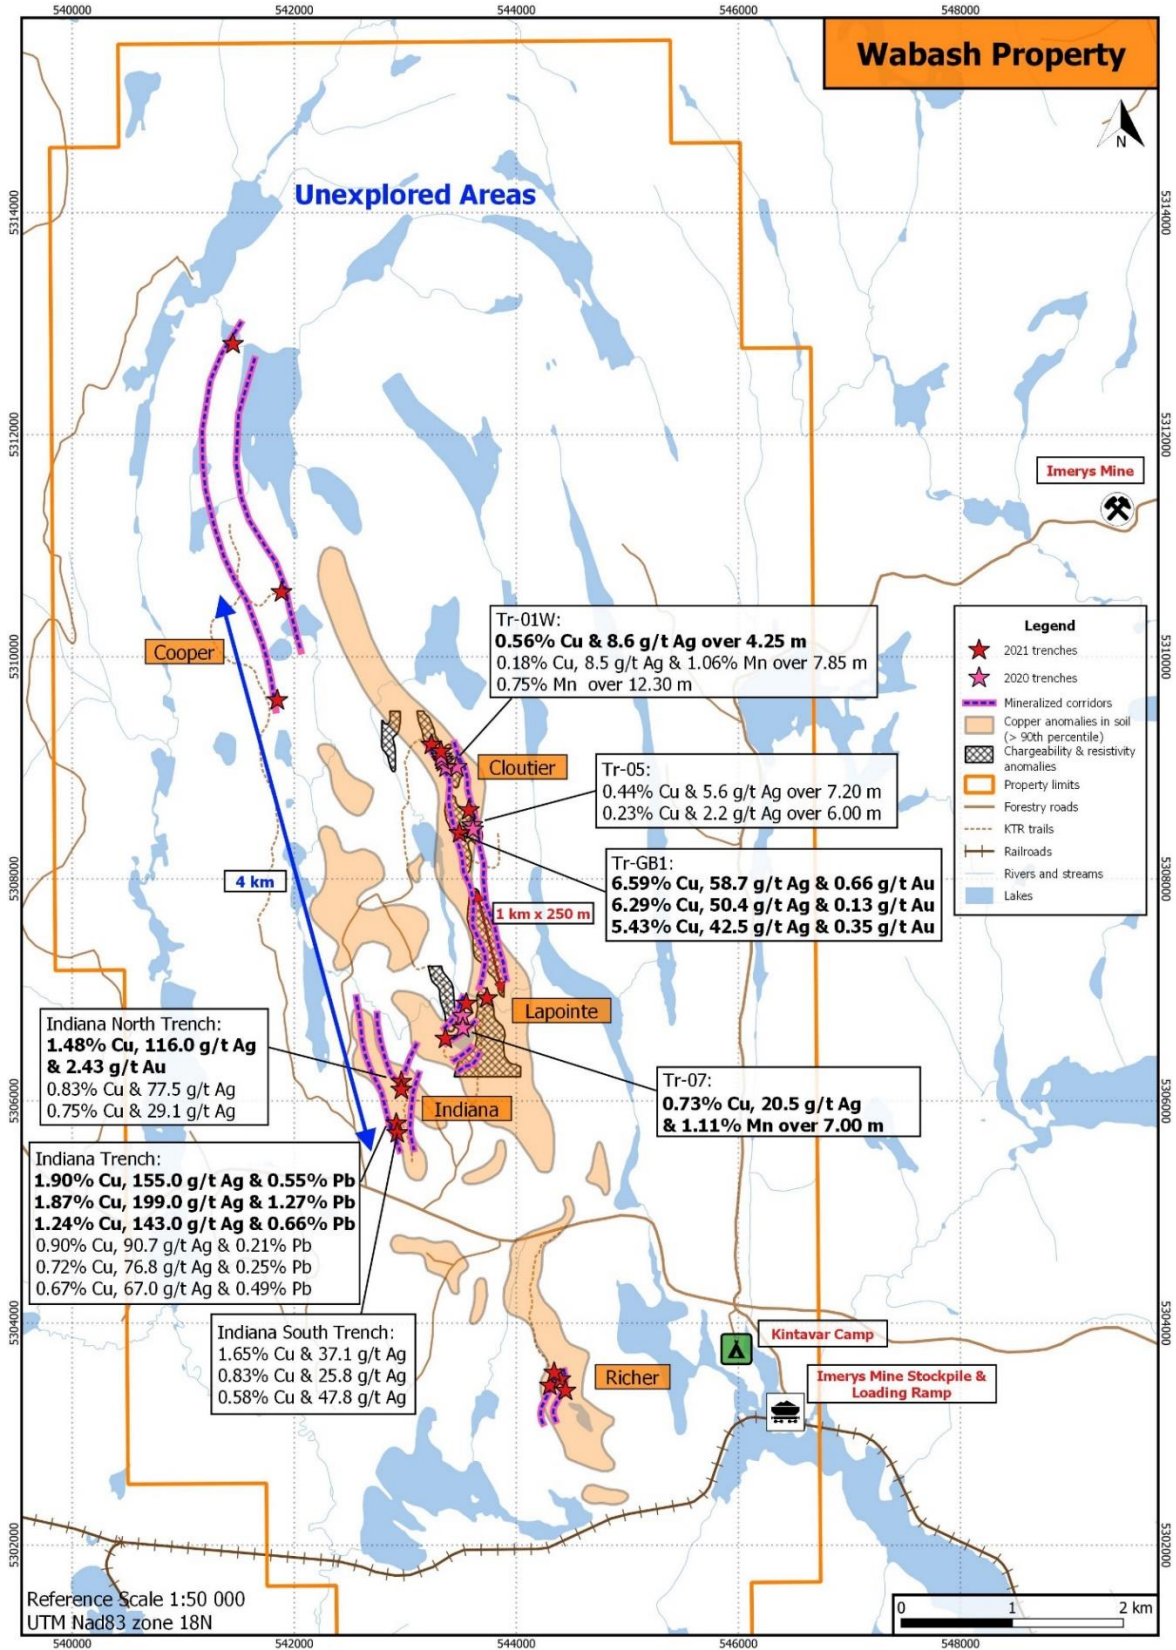 540000
542000
544000
546000
548000
Wabash Property
N
Unexplored Areas
5314000
5314000
5312000
5312000
Imerys Mine
Tr-01W:
0.56% Cu & 8.6 g/t Ag over 4.25 m
0.18% Cu, 8.5 g/t Ag & 1.06% Mn over 7.85 m
0.75% Mn over 12.30 m
Legend
2021 trenches
2020 trenches
Mineralized corridors
Copper anomalies in soil
(> 90th percentile)
Chargeability & resistivity
anomalies
Property limits
Forestry roads
KTR trails
Railroads
Rivers and streams
Lakes
5310000
5310000
Cooper
Cloutier
Tr-05:
0.44% Cu & 5.6 g/t Ag over 7.20 m
0.23% Cu & 2.2 g/t Ag over 6.00 m
Tr-GB1:
6.59% Cu, 58.7 g/t Ag & 0.66 g/t Au
6.29% Cu, 50.4 g/t Ag & 0.13 g/t Au
5.43% Cu, 42.5 g/t Ag & 0.35 g/t Au
5308000
5308000
4 km
1 km x 250 m
Lapointe
Indiana North Trench:
1.48% Cu, 116.0 g/t Ag
& 2.43 g/t Au
0.83% Cu & 77.5 g/t Ag
0.75% Cu & 29.1 g/t Ag
Tr-07:
0.73% Cu, 20.5 g/t Ag
& 1.11% Mn over 7.00 m
5306000
5306000
Indiana
Indiana Trench:
1.90% Cu, 155.0 g/t Ag & 0.55% Pb
1.87% Cu, 199.0 g/t Ag & 1.27% Pb
1.24% Cu, 143.0 g/t Ag & 0.66% Pb
0.90% Cu, 90.7 g/t Ag & 0.21% Pb
0.72% Cu, 76.8 g/t Ag & 0.25% Pb
0.67% Cu, 67.0 g/t Ag & 0.49% Pb
5304000
5304000
Indiana South Trench:
1.65% Cu & 37.1 g/t Ag
0.83% Cu & 25.8 g/t Ag
0.58% Cu & 47.8 g/t Ag
Kintavar Camp
Richer
Imerys Mine Stockpile &
Loading Ramp
5302000
5302000
Reference Scale 1:50 000
UTM Nad83 zone 18N
0
1
2 km
540000
542000
544000
546000
548000